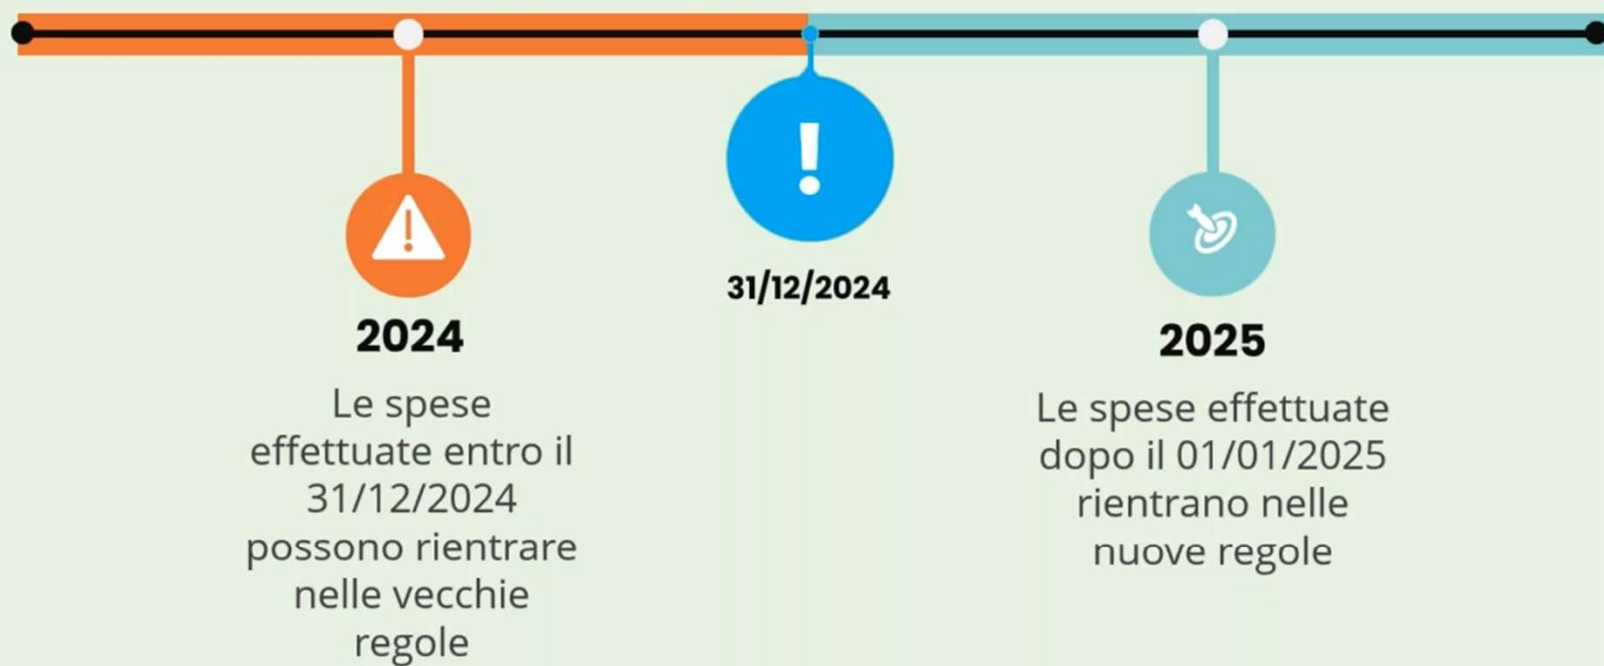 31/12/2024
2024
Le spese
effettuate entro il
31/12/2024
possono rientrare
nelle vecchie
regole
2025
Le spese effettuate
dopo il 01/01/2025
rientrano nelle
nuove regole